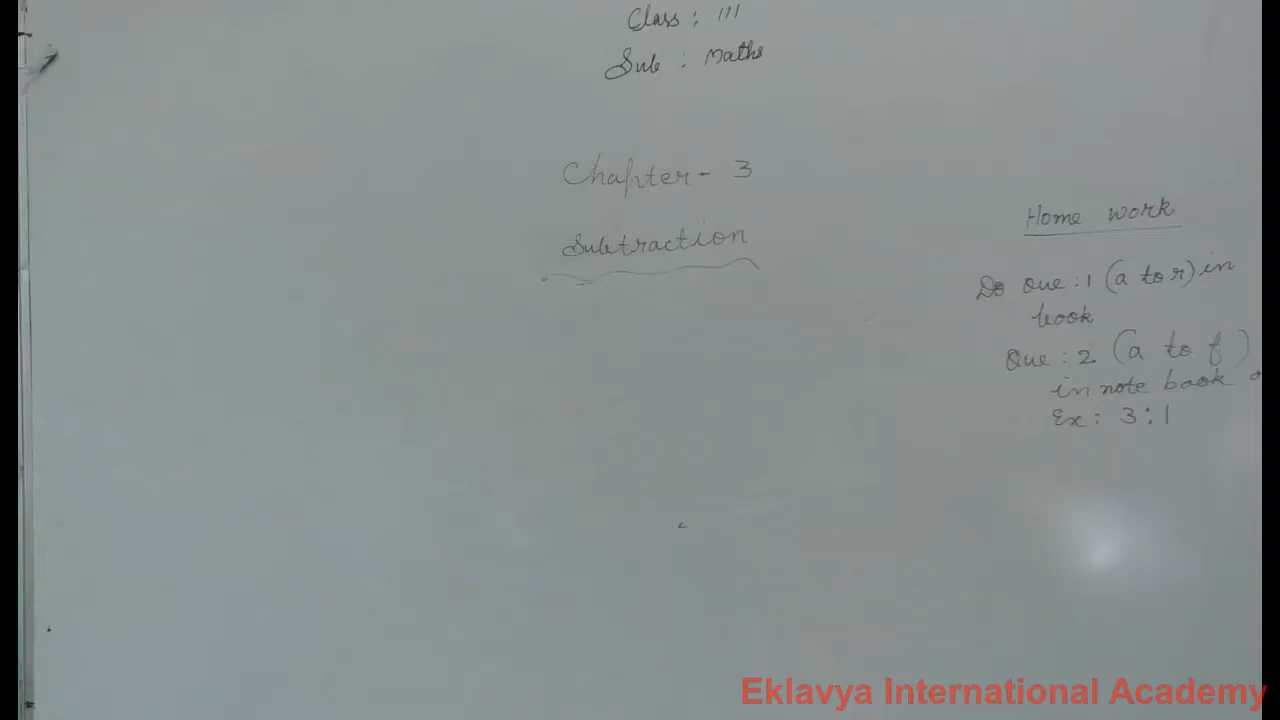 Class : III
Sub : Maths
Chapter - 3
Subtraction
Home work
Do Que : 1 (a to r) in
book
Que : 2 (a to f)
in note book
Ex : 3 : 1
Eklavya International Academy